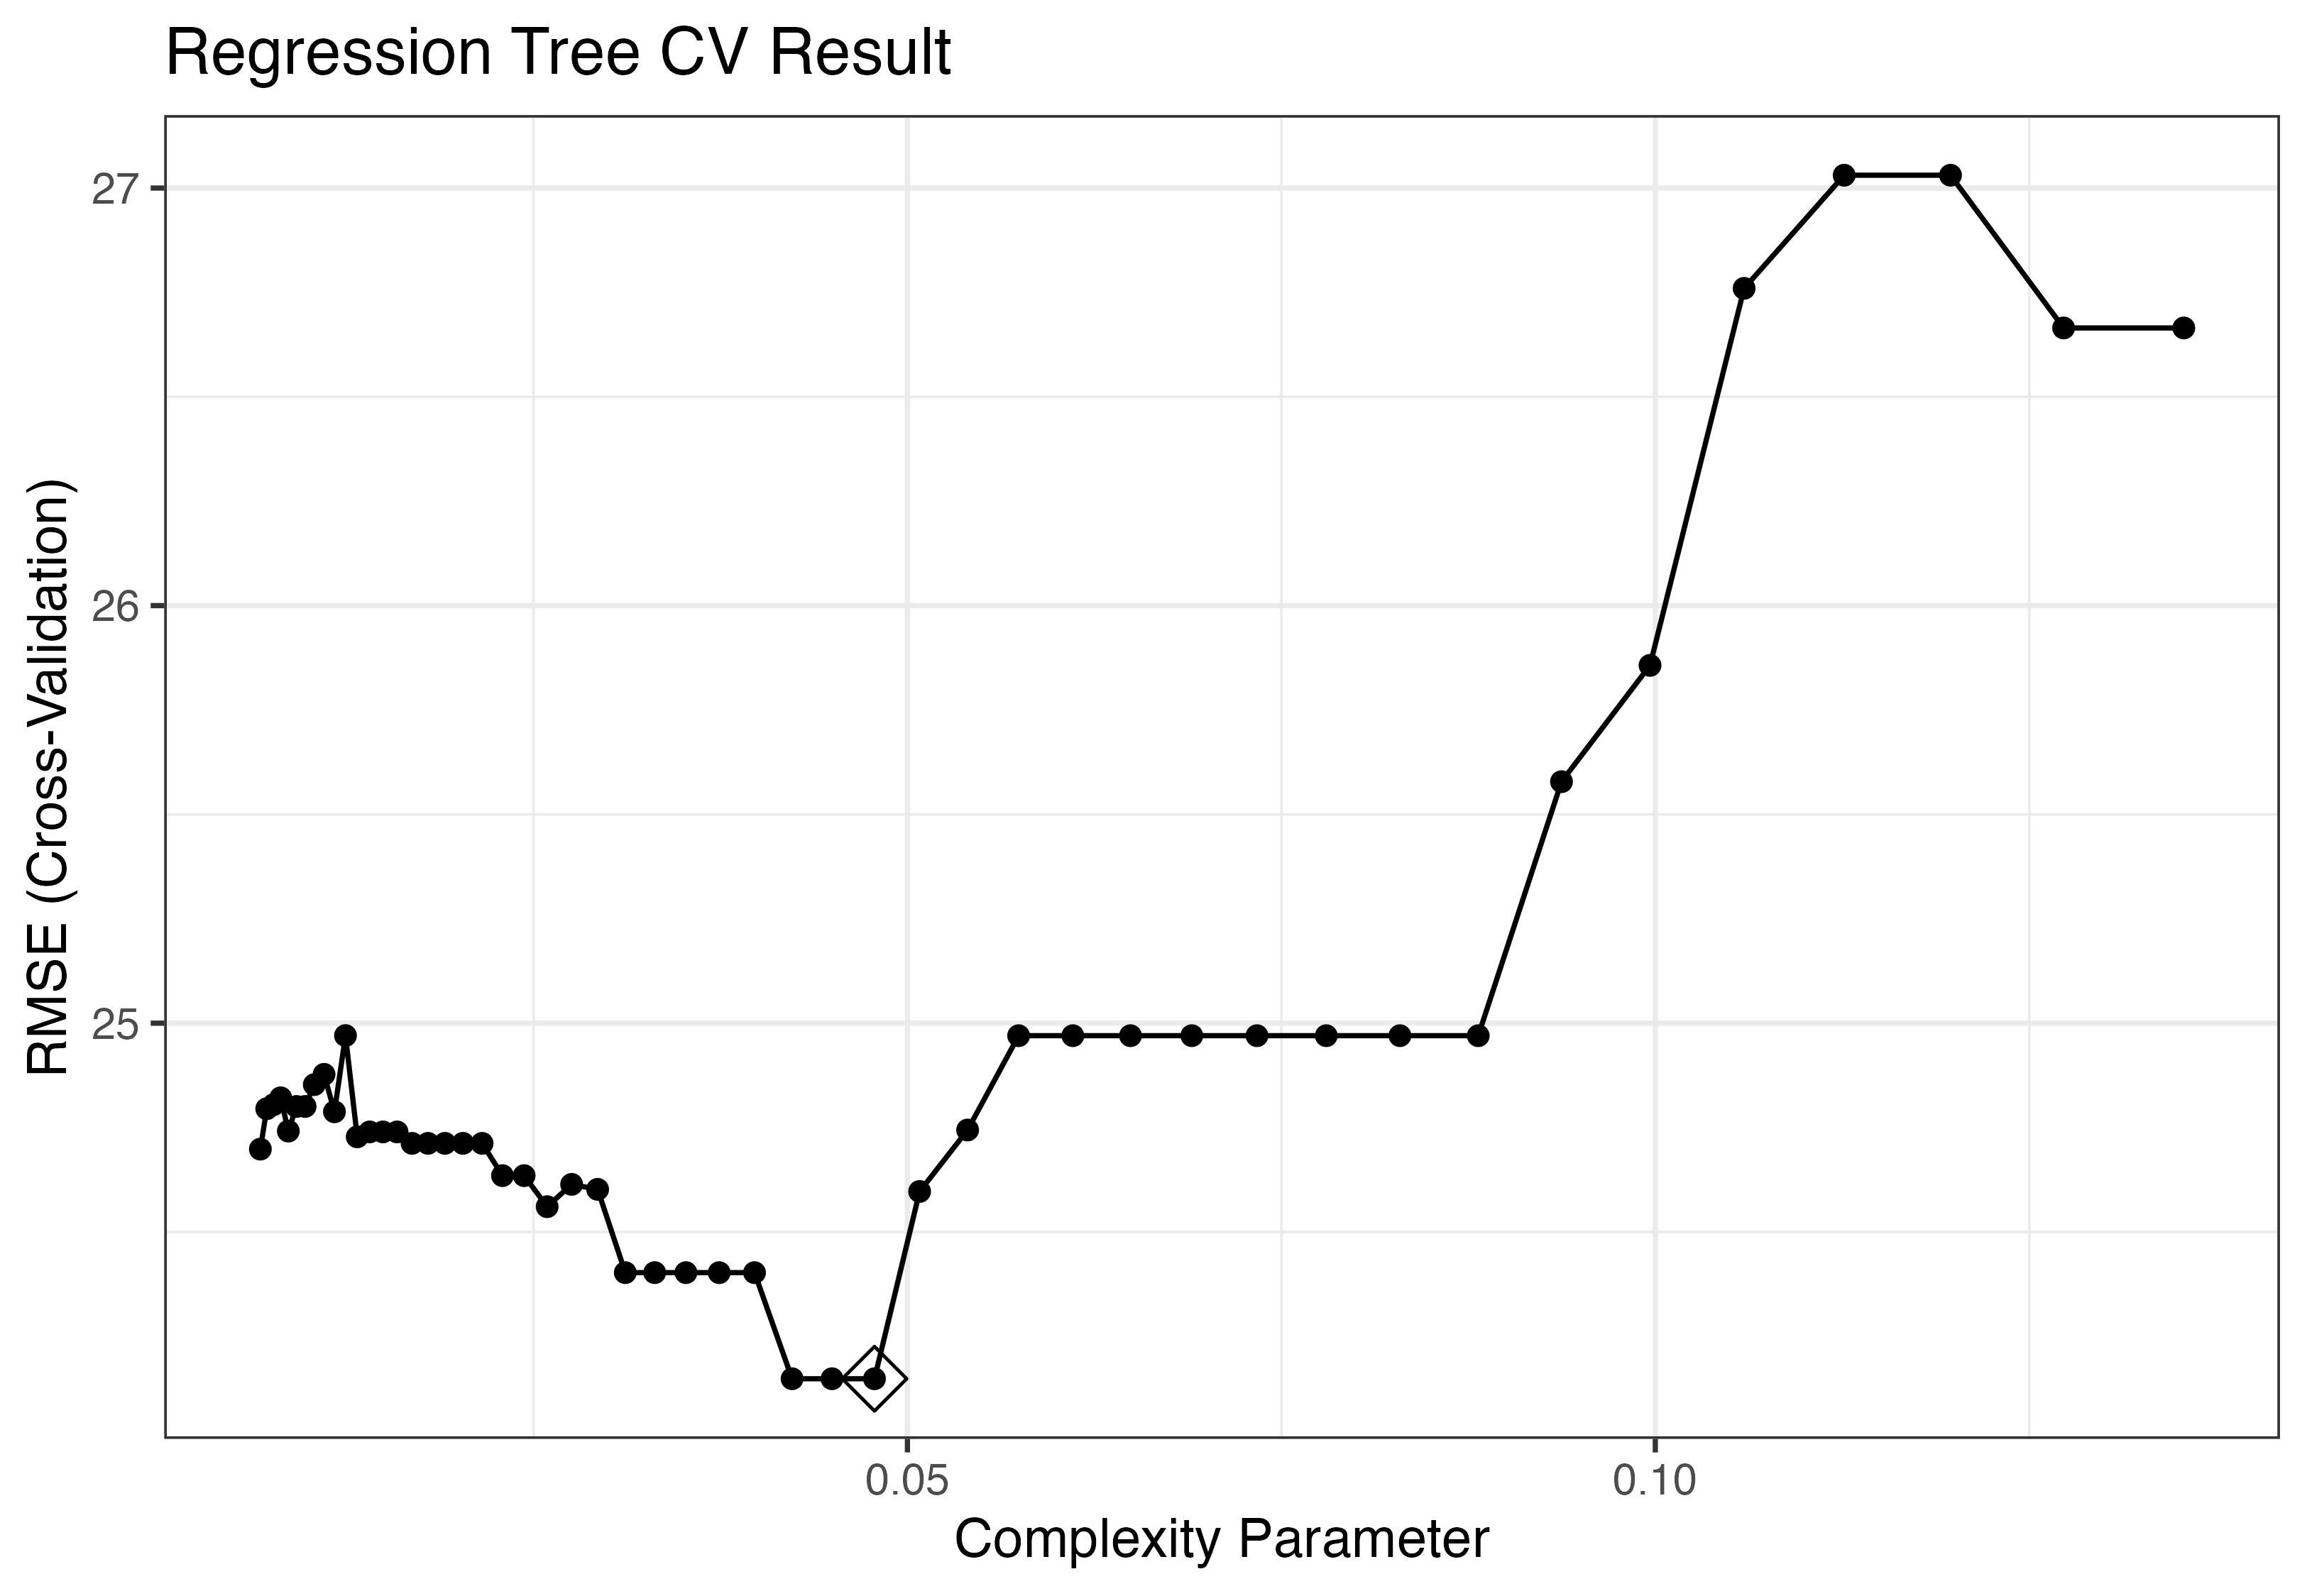 Regression Tree CV Result
27
26
25
RMSE (Cross-Validation)
0.05
0.10
Complexity Parameter